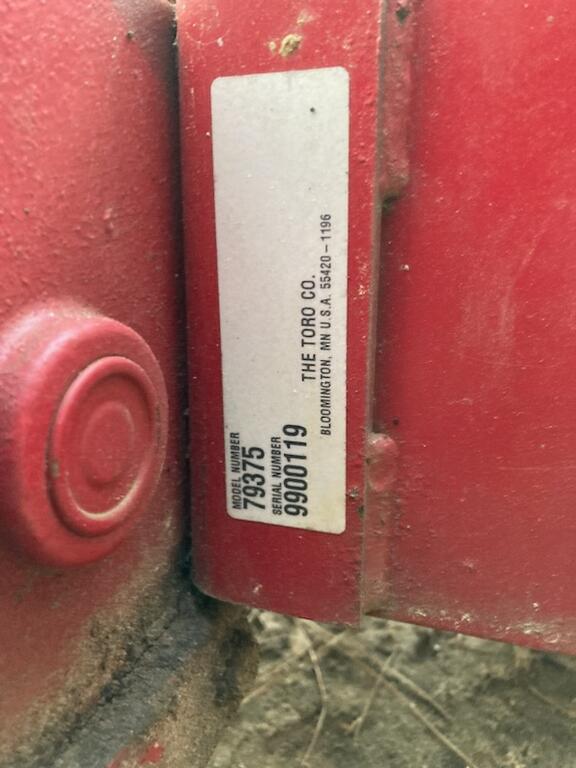 MODEL NUMBER
79375
SERIAL NUMBER
9900119
THE TORO CO.
BLOOMINGTON, MN U.S.A. 55420-1196